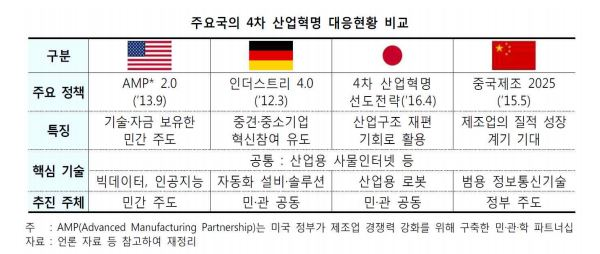 주요국의 4차 산업혁명 대응현황 비교
구분
주요 정책 AMP* 2.0 인더스트리 4.0 4차 산업혁명 중국제조 2025
('13.9) ('12.3) 선도전략('16.4) ('15.5)
특징 기술·자금 보유한 중견·중소기업 산업구조 재편 제조업의 질적 성장
민간 주도 혁신참여 유도 기회로 활용 계기 기대
핵심 기술 공통 : 산업용 사물인터넷 등
빅데이터, 인공지능 자동화 설비·솔루션 산업용 로봇 범용 정보통신기술
추진 주체 민간 주도 민·관 공동 민·관 공동 정부 주도
주 : AMP(Advanced Manufacturing Partnership)는 미국 정부가 제조업 경쟁력 강화를 위해 구축한 민·관·학 파트너십
자료 : 언론 자료 등 참고하여 재정리